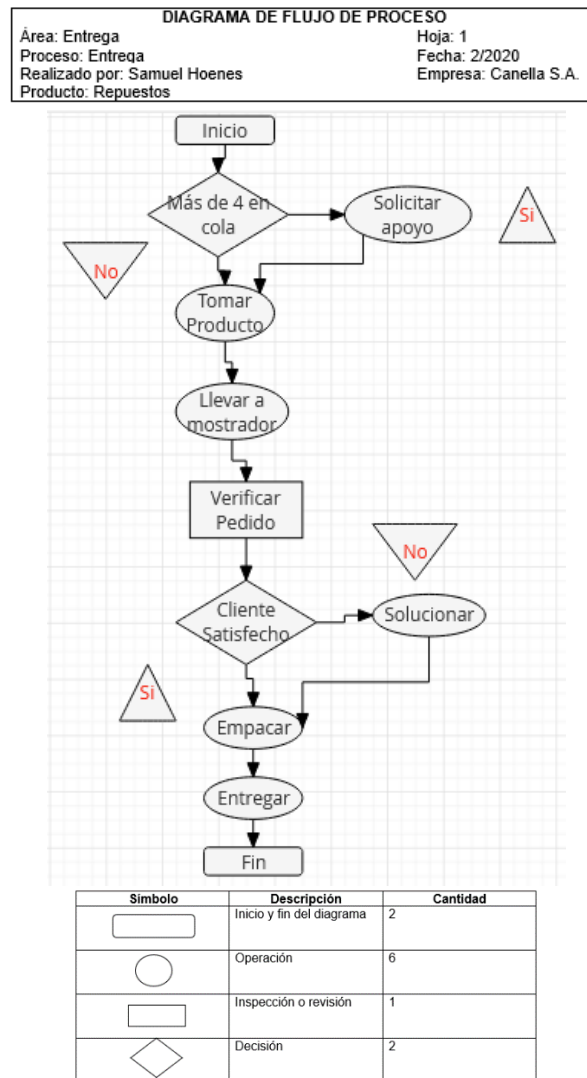 DIAGRAMA DE FLUJO DE PROCESO
Área: Entrega
Hoja: 1
Proceso: Entrega
Fecha: 2/2020
Realizado por: Samuel Hoenes
Empresa: Canella S.A.
Producto: Repuestos
Inicio
Más de 4 en
cola
Solicitar
apoyo
Si
No
Tomar
Producto
Llevar a
mostrador
Verificar
Pedido
No
Cliente
Satisfecho
Solucionar
Si
Empacar
Entregar
Fin
Símbolo Descripción Cantidad
Inicio y fin del diagrama 2
Operación 6
Inspección o revisión 1
Decisión 2